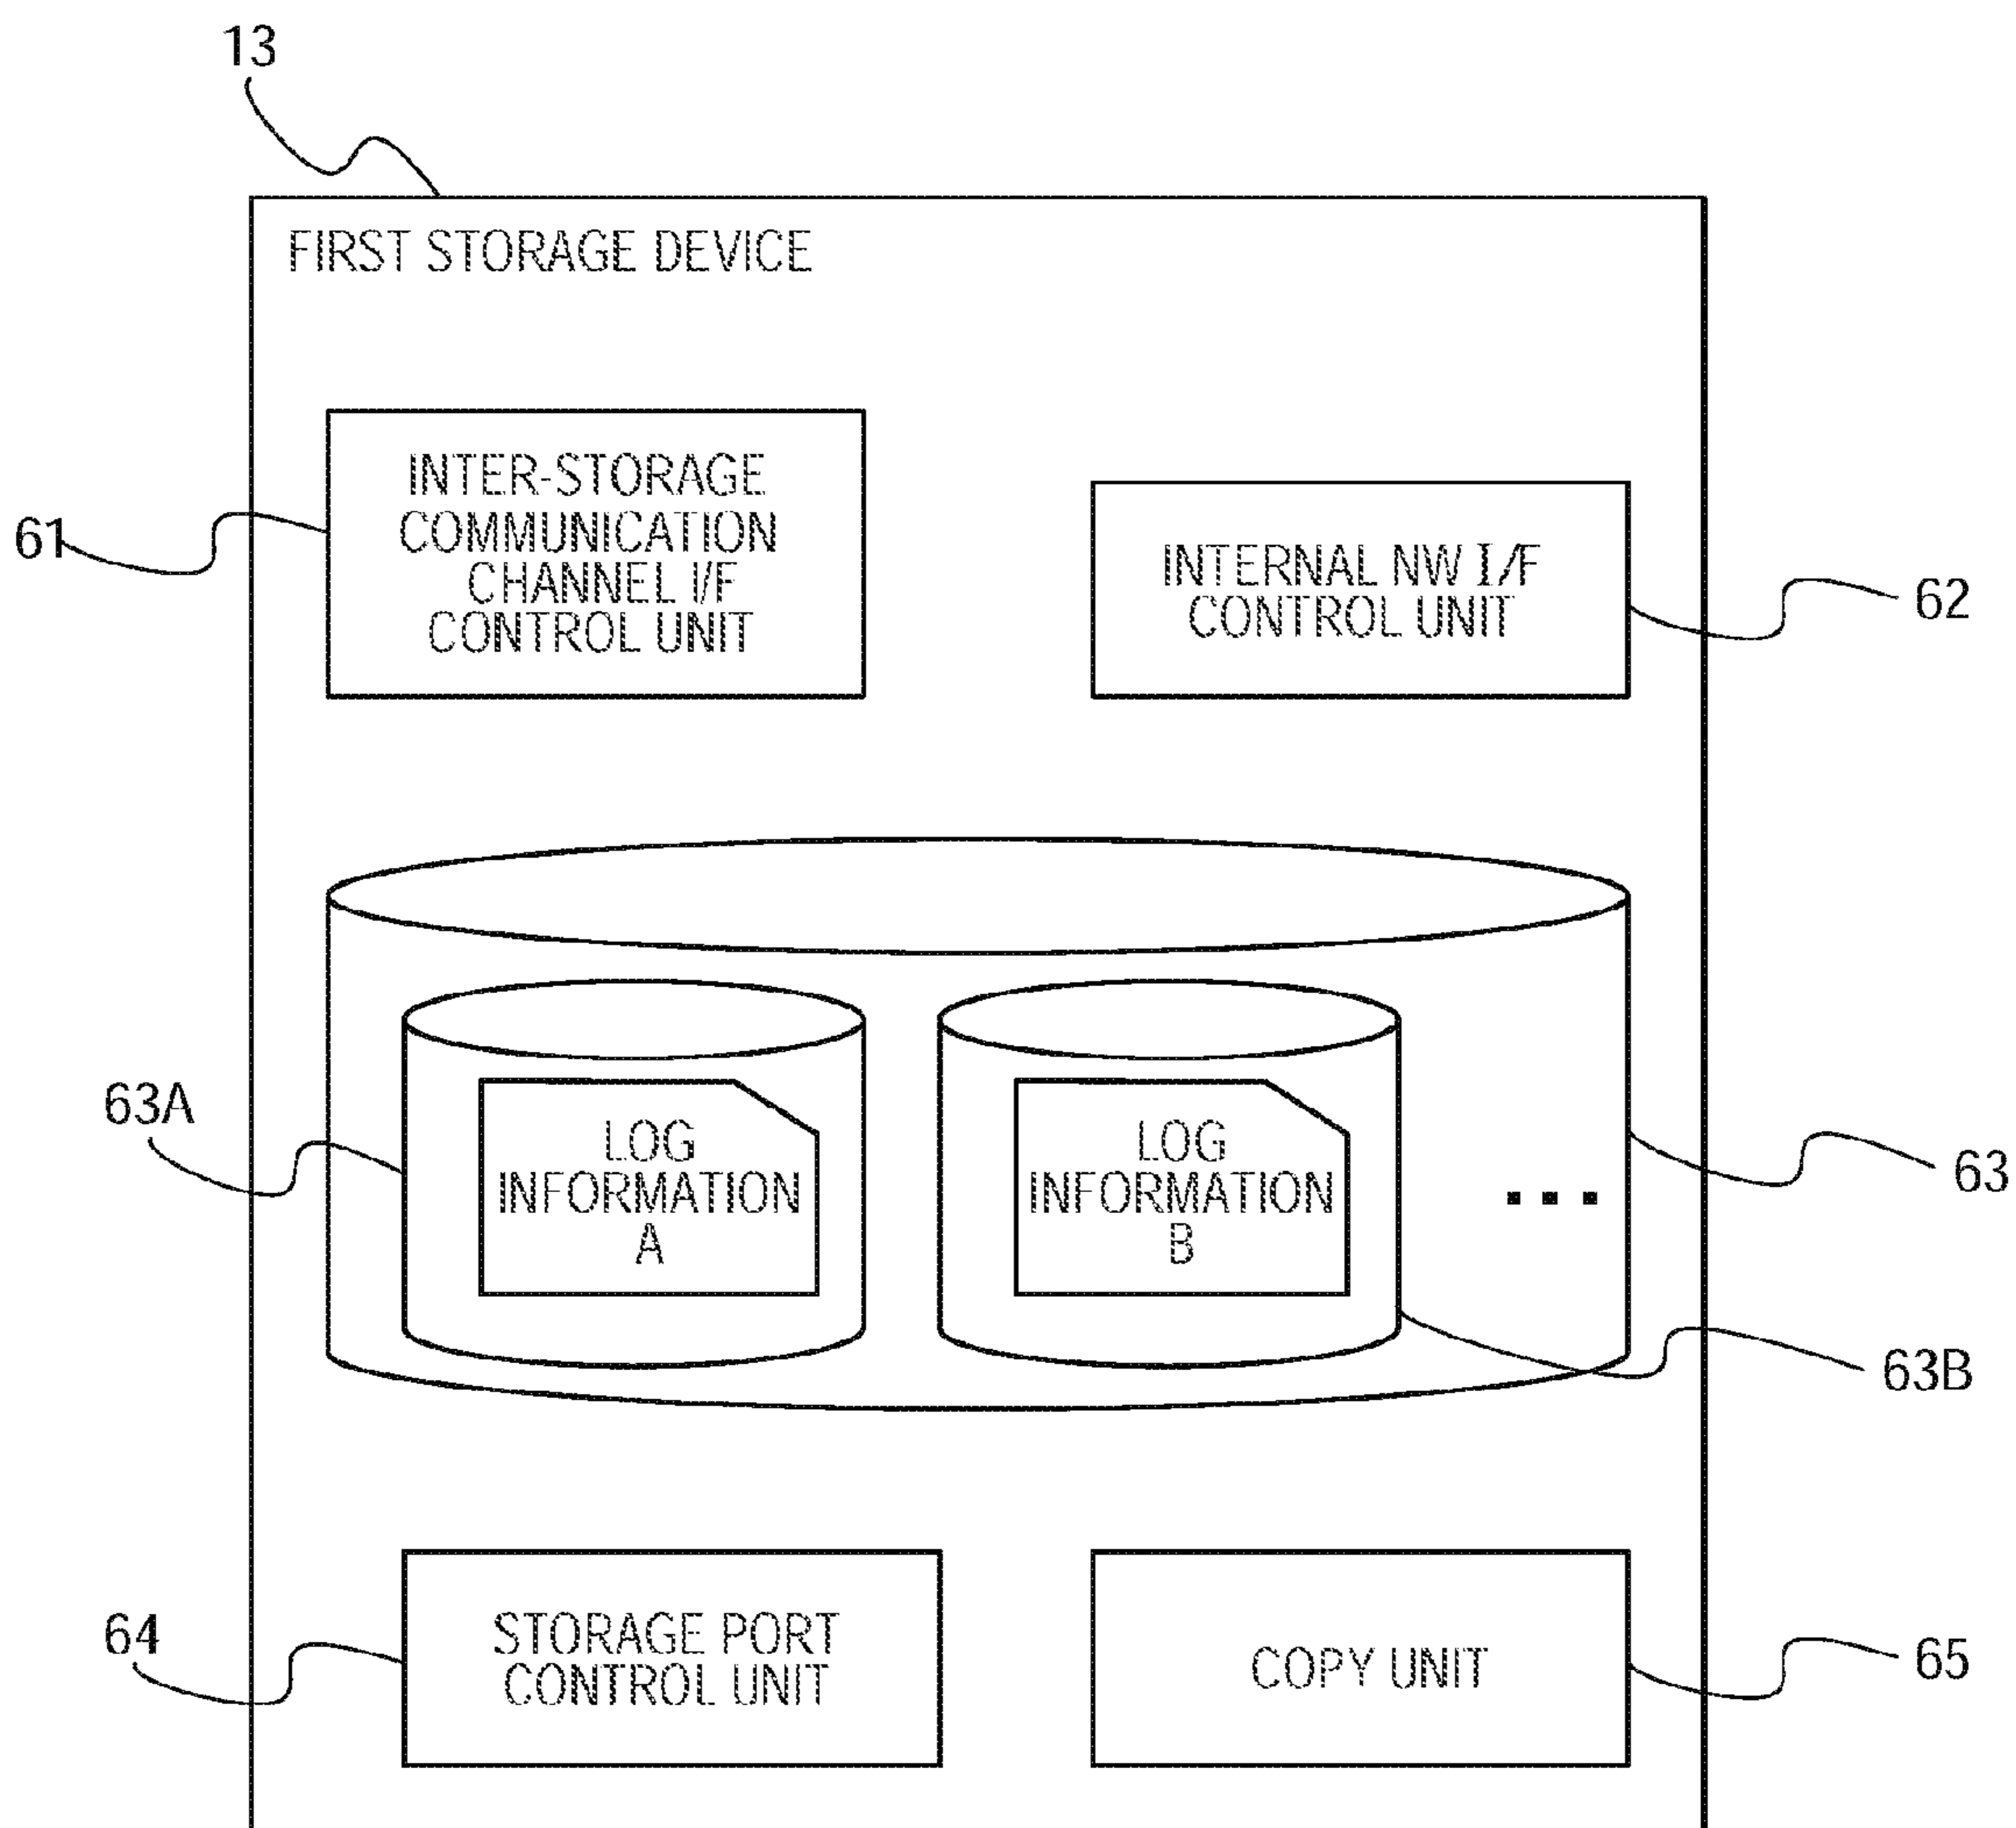 13
FIRST STORAGE DEVICE
INTER-STORAGE
COMMUNICATION
CHANNEL I/F
CONTROL UNIT
61
INTERNAL NW I/F
CONTROL UNIT
62
63A
LOG
INFORMATION
A
LOG
INFORMATION
B
...
63
63B
64
STORAGE PORT
CONTROL UNIT
COPY UNIT
65